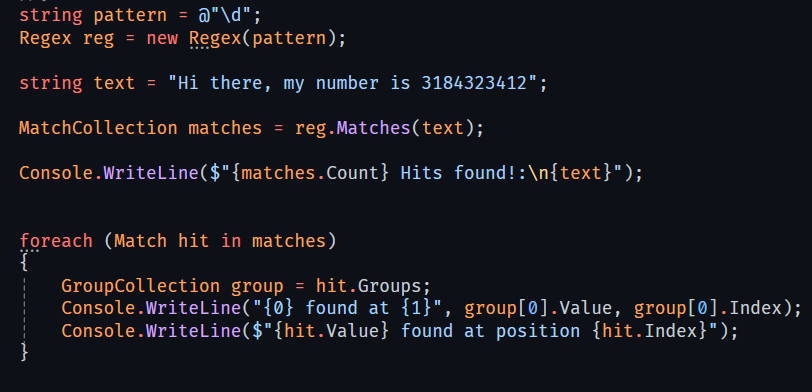 string pattern = @"\d";
Regex reg = new Regex(pattern);
string text = "Hi there, my number is 3184323412";
MatchCollection matches = reg.Matches(text);
Console.WriteLine($"{matches.Count} Hits found!:\n{text}");
foreach (Match hit in matches)
{
    GroupCollection group = hit.Groups;
    Console.WriteLine("{0} found at {1}", group[0].Value, group[0].Index);
    Console.WriteLine($"{hit.Value} found at position {hit.Index}");
}